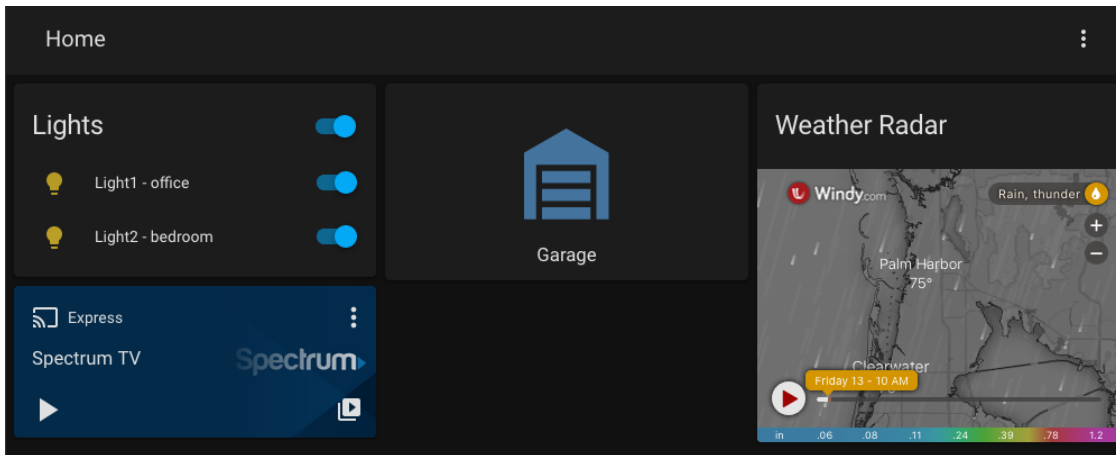 Home
Lights
Light1 - office
Light2 - bedroom
Express
Spectrum TV
Spectrum
Garage
Weather Radar
Windy.com
Rain, thunder
+
−
Palm Harbor
75°
Clearwater
Friday 13 - 10 AM
in .06 .08 .11 .24 .39 .78 1.2